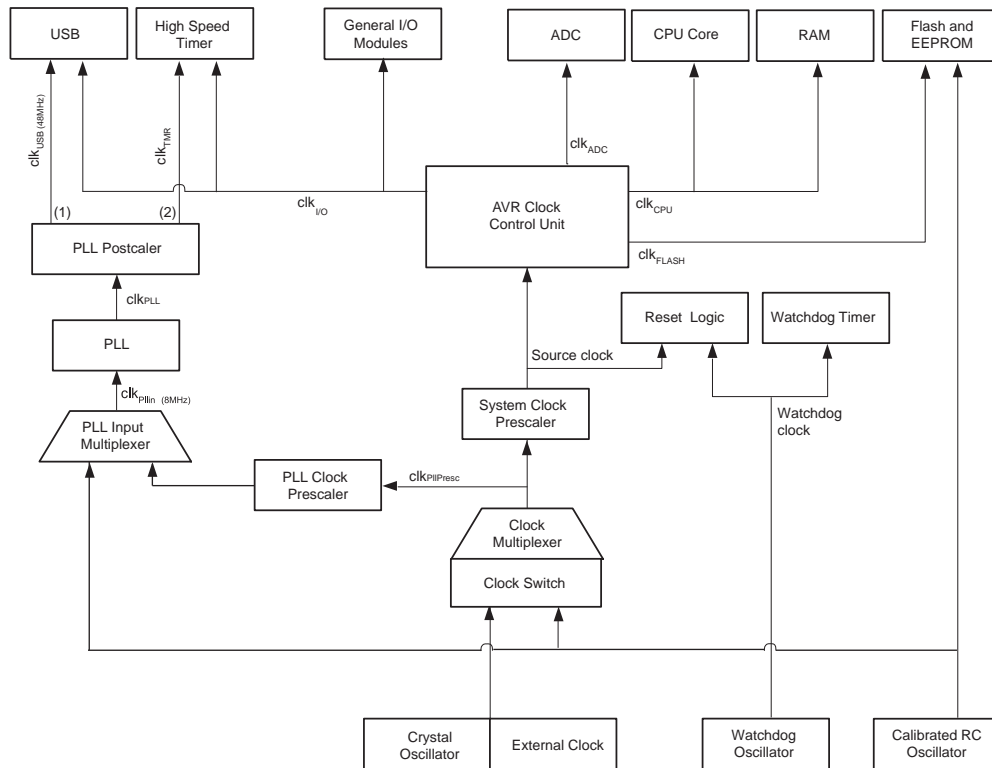 USB
High Speed
Timer
General I/O
Modules
ADC
CPU Core
RAM
Flash and
EEPROM
clkUSB (48MHz)
clkTMR
clkADC
(1)
(2)
clkI/O
AVR Clock
Control Unit
clkCPU
clkFLASH
PLL Postcaler
clkPLL
PLL
Reset Logic
Watchdog Timer
Source clock
clkPllin (8MHz)
System Clock
Prescaler
Watchdog
clock
PLL Input
Multiplexer
PLL Clock
Prescaler
clkPllPresc
Clock
Multiplexer
Clock Switch
Crystal
Oscillator
External Clock
Watchdog
Oscillator
Calibrated RC
Oscillator